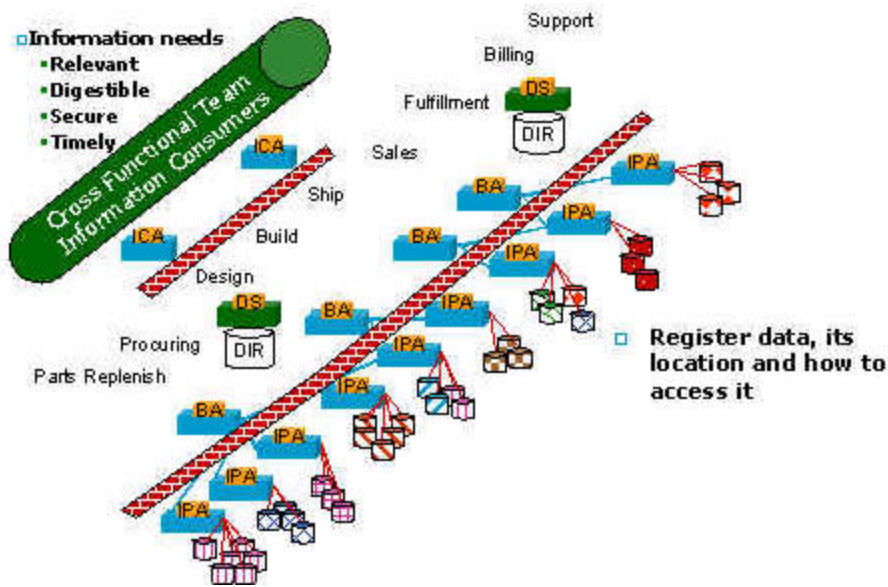 Information needs
Relevant
Digestible
Secure
Timely
Cross Functional Team
Information Consumers
Support
Billing
DS
DIR
Fulfillment
Sales
ICA
Ship
ICA
Build
Design
DS
DIR
Procuring
Parts Replenish
IPA
BA
IPA
BA
IPA
BA
IPA
IPA
IPA
BA
IPA
IPA
IPA
Register data, its
location and how to
access it